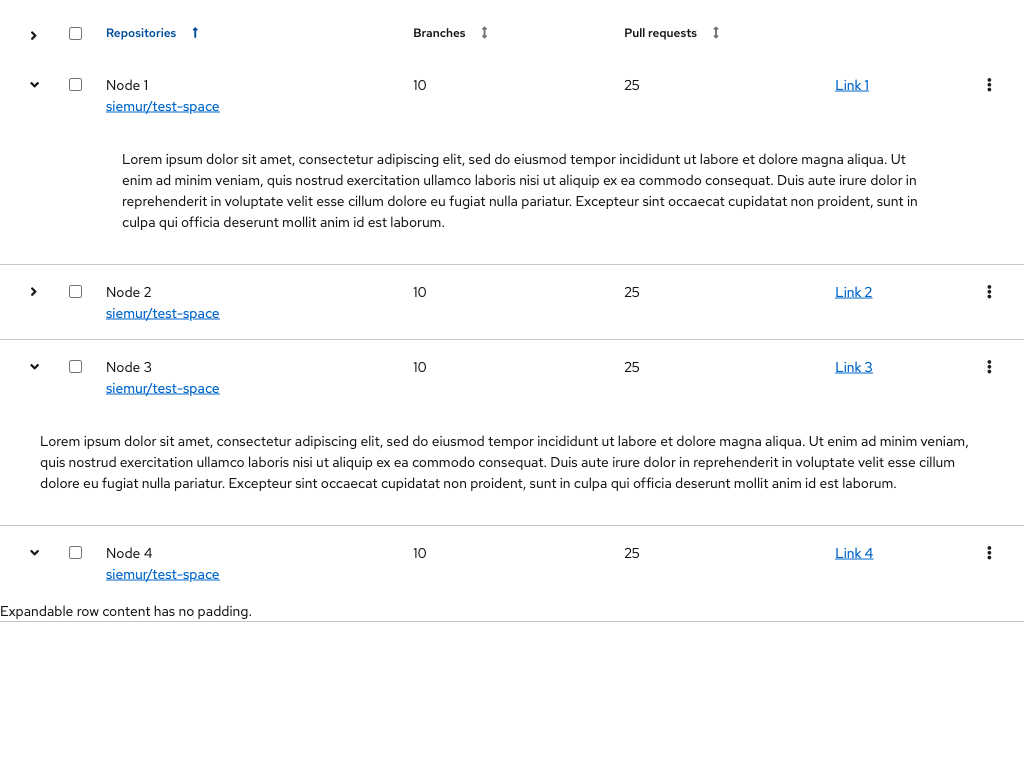 Repositories Branches Pull requests
Node 1 10 25 Link 1
siemur/test-space
Lorem ipsum dolor sit amet, consectetur adipiscing elit, sed do eiusmod tempor incididunt ut labore et dolore magna aliqua. Ut
enim ad minim veniam, quis nostrud exercitation ullamco laboris nisi ut aliquip ex ea commodo consequat. Duis aute irure dolor in
reprehenderit in voluptate velit esse cillum dolore eu fugiat nulla pariatur. Excepteur sint occaecat cupidatat non proident, sunt in
culpa qui officia deserunt mollit anim id est laborum.
Node 2 10 25 Link 2
siemur/test-space
Node 3 10 25 Link 3
siemur/test-space
Lorem ipsum dolor sit amet, consectetur adipiscing elit, sed do eiusmod tempor incididunt ut labore et dolore magna aliqua. Ut enim ad minim veniam,
quis nostrud exercitation ullamco laboris nisi ut aliquip ex ea commodo consequat. Duis aute irure dolor in reprehenderit in voluptate velit esse cillum
dolore eu fugiat nulla pariatur. Excepteur sint occaecat cupidatat non proident, sunt in culpa qui officia deserunt mollit anim id est laborum.
Node 4 10 25 Link 4
siemur/test-space
Expandable row content has no padding.